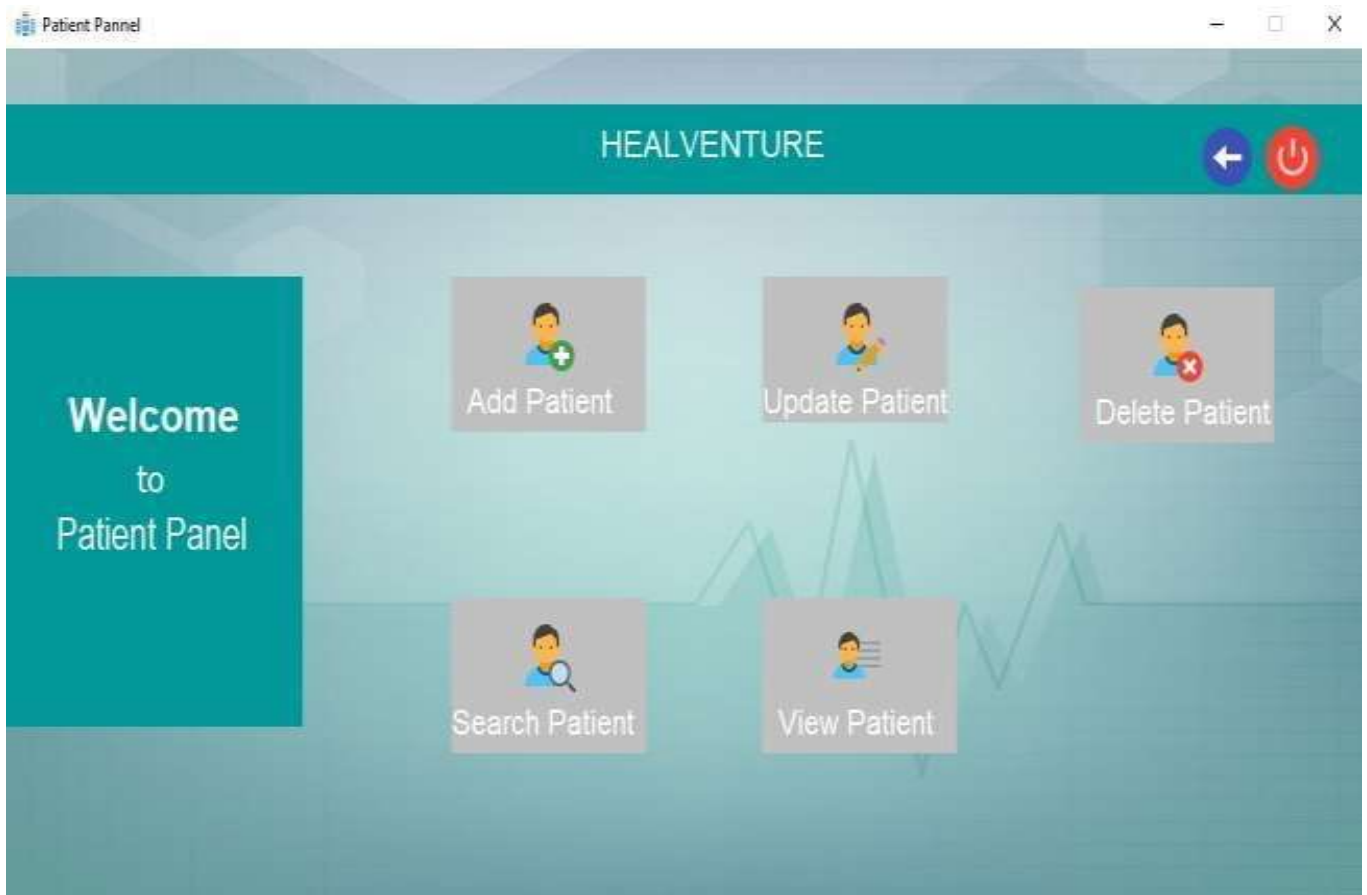 Patient Pannel
HEALVENTURE
Welcome
to
Patient Panel
Add Patient
Update Patient
Delete Patient
Search Patient
View Patient